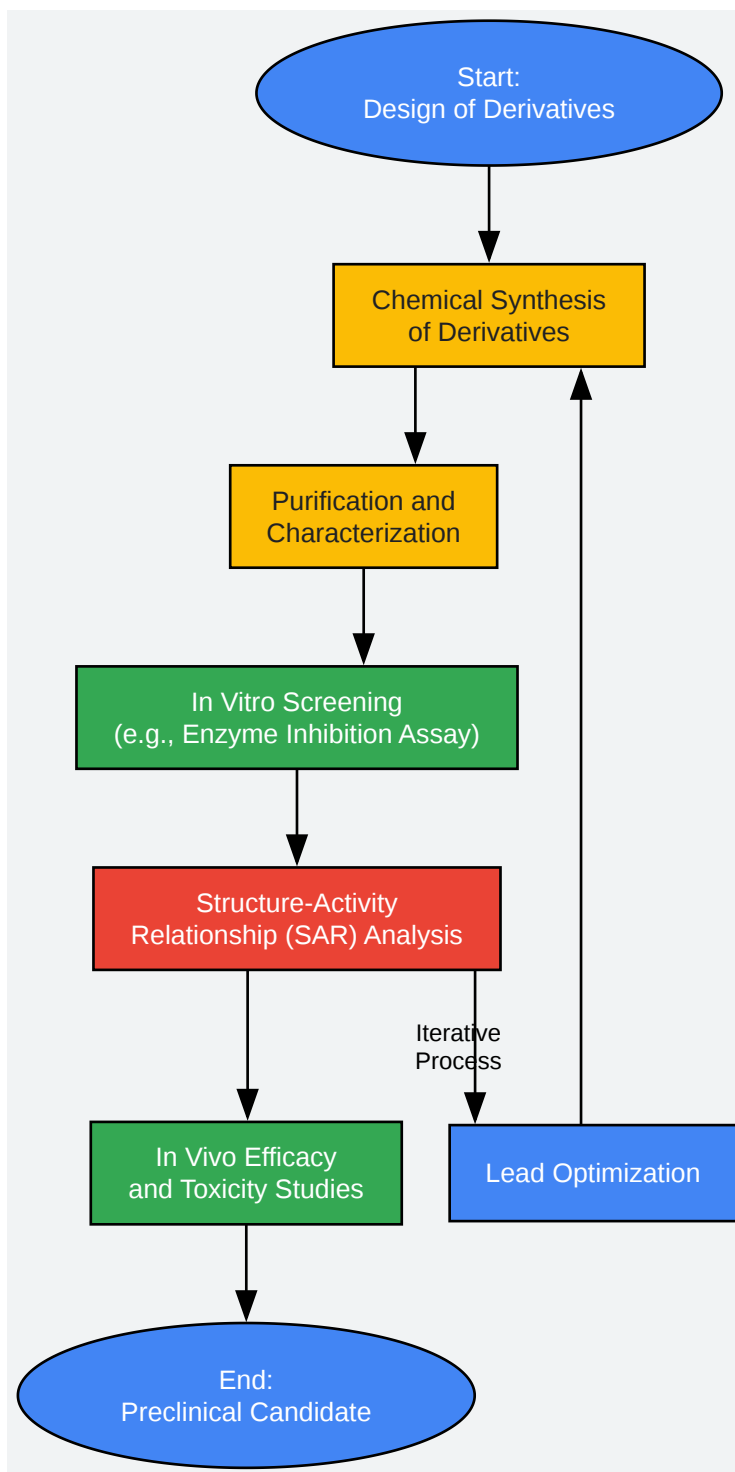 Start:
Design of Derivatives
Chemical Synthesis
of Derivatives
Purification and
Characterization
In Vitro Screening
(e.g., Enzyme Inhibition Assay)
Structure-Activity
Relationship (SAR) Analysis
Iterative
Process
In Vivo Efficacy
and Toxicity Studies
Lead Optimization
End:
Preclinical Candidate